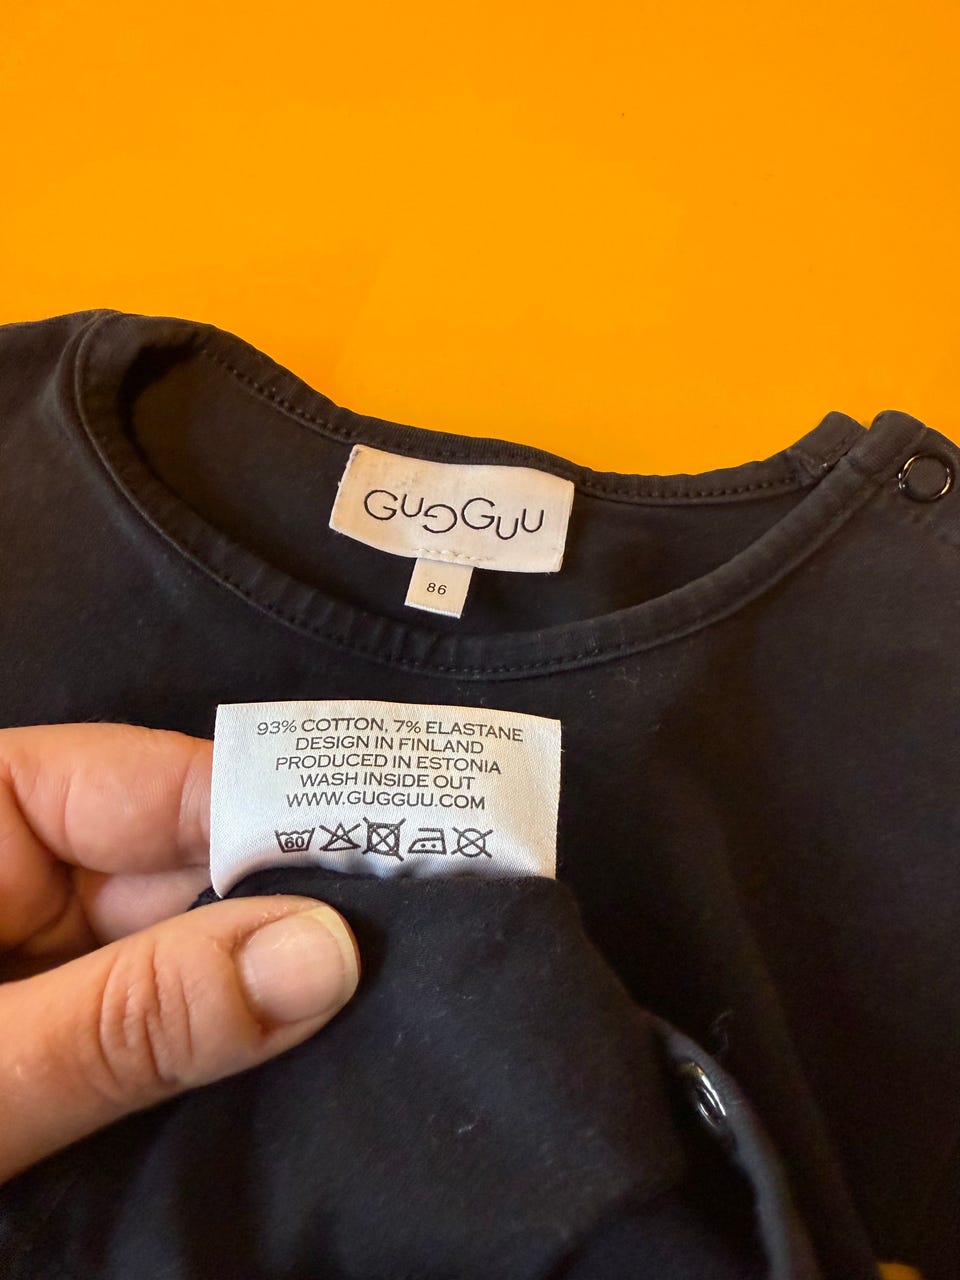 GUGGUU
86
93% COTTON, 7% ELASTANE
DESIGN IN FINLAND
PRODUCED IN ESTONIA
WASH INSIDE OUT
WWW.GUGGUU.COM
60